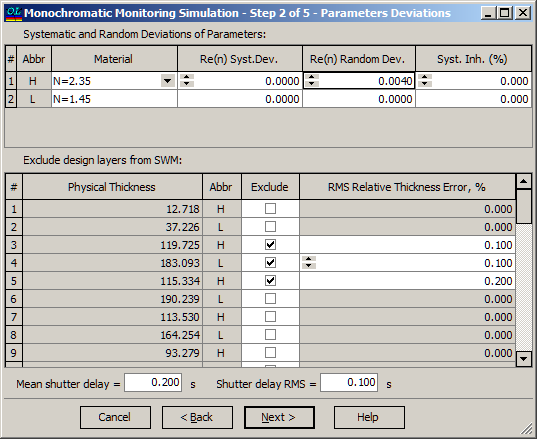 OL Monochromatic Monitoring Simulation - Step 2 of 5 - Parameters Deviations
Systematic and Random Deviations of Parameters:
# Abbr Material Re(n) Syst.Dev. Re(n) Random Dev. Syst. Inh. (%)
1 H N=2.35 0.0000 0.0040 0.000
2 L N=1.45 0.0000 0.0000 0.000
Exclude design layers from SWM:
# Physical Thickness Abbr Exclude RMS Relative Thickness Error, %
1 12.718 H 0.000
2 37.226 L 0.000
3 119.725 H 0.100
4 183.093 L 0.100
5 115.334 H 0.200
6 190.239 L 0.000
7 113.530 H 0.000
8 164.254 L 0.000
9 93.279 H 0.000
Mean shutter delay = 0.200 s Shutter delay RMS = 0.100 s
Cancel < Back Next > Help